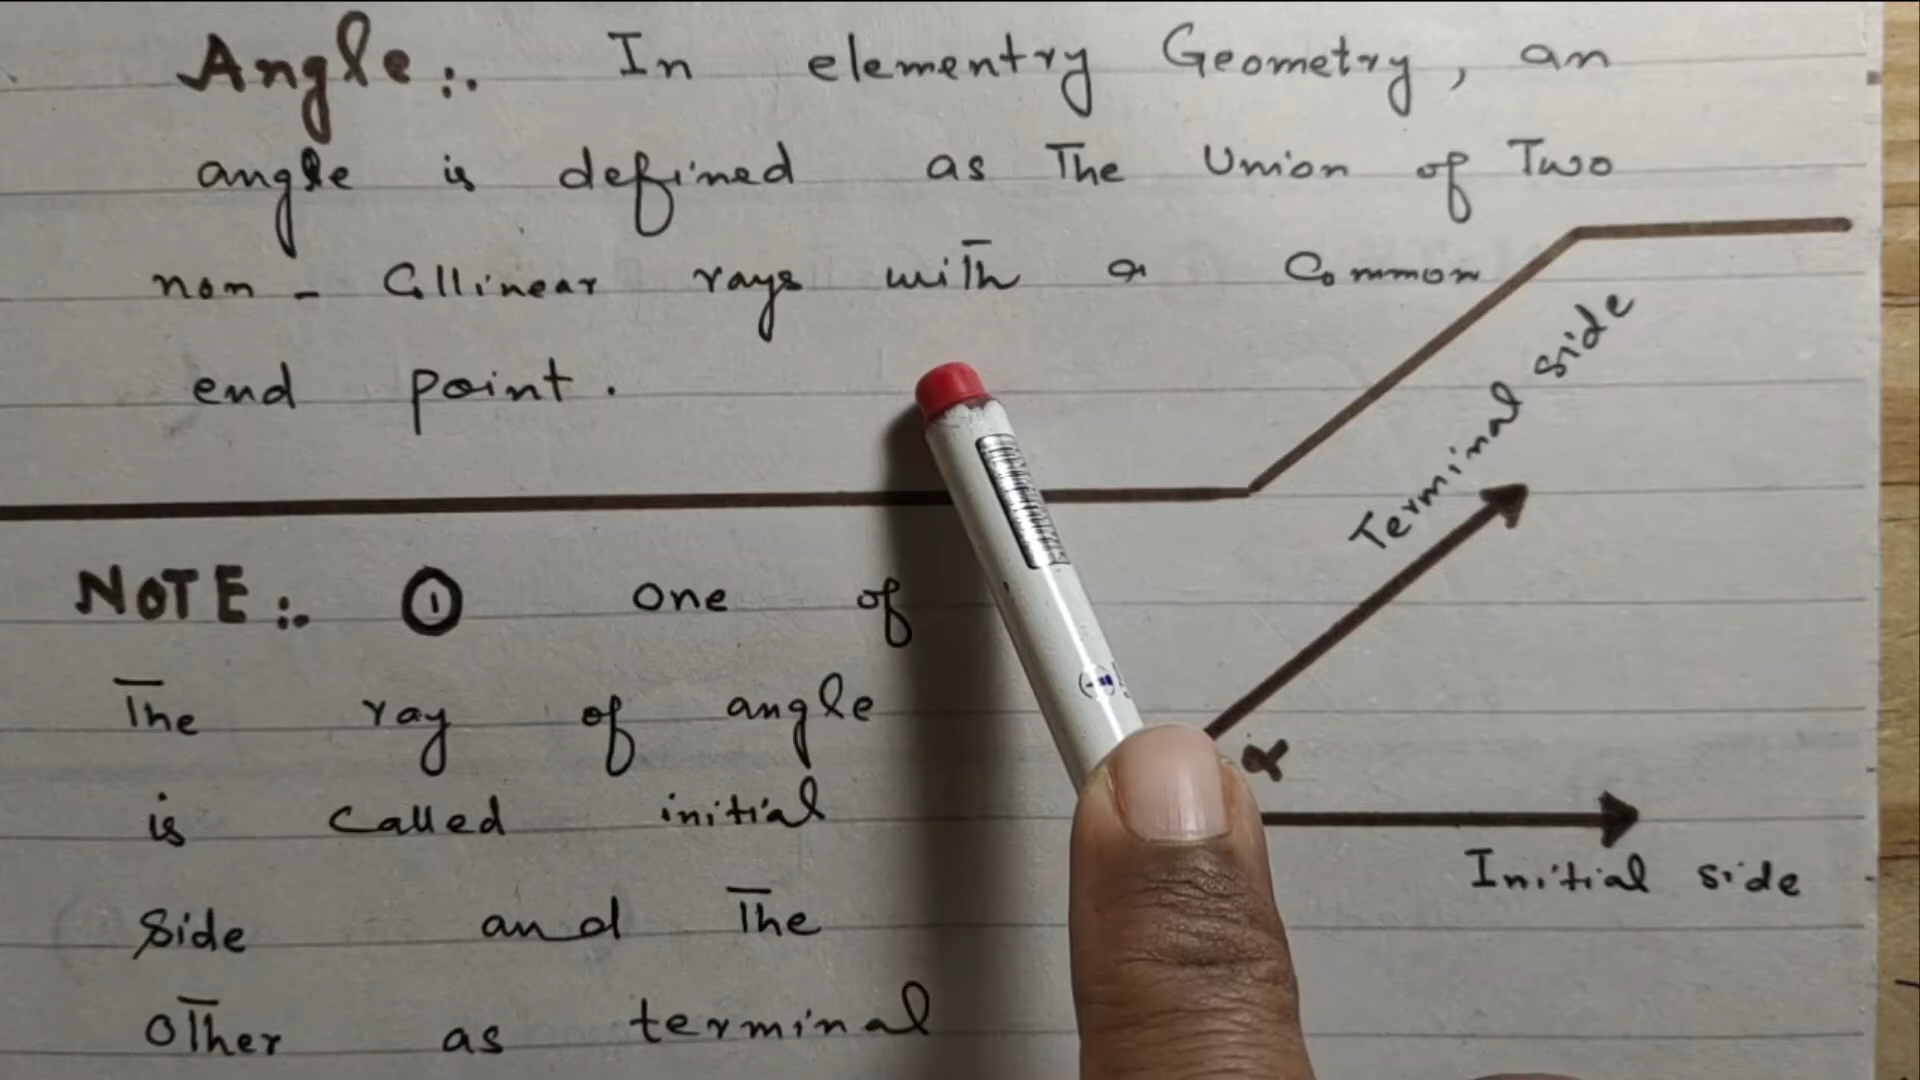 Angle:. In elementry Geometry, an
angle is defined as The Union of Two
non - Collinear rays with a Common
end point.
NOTE:. ① one of
The ray of angle
is called initial
side and The
other as terminal
Terminal side
α
Initial side